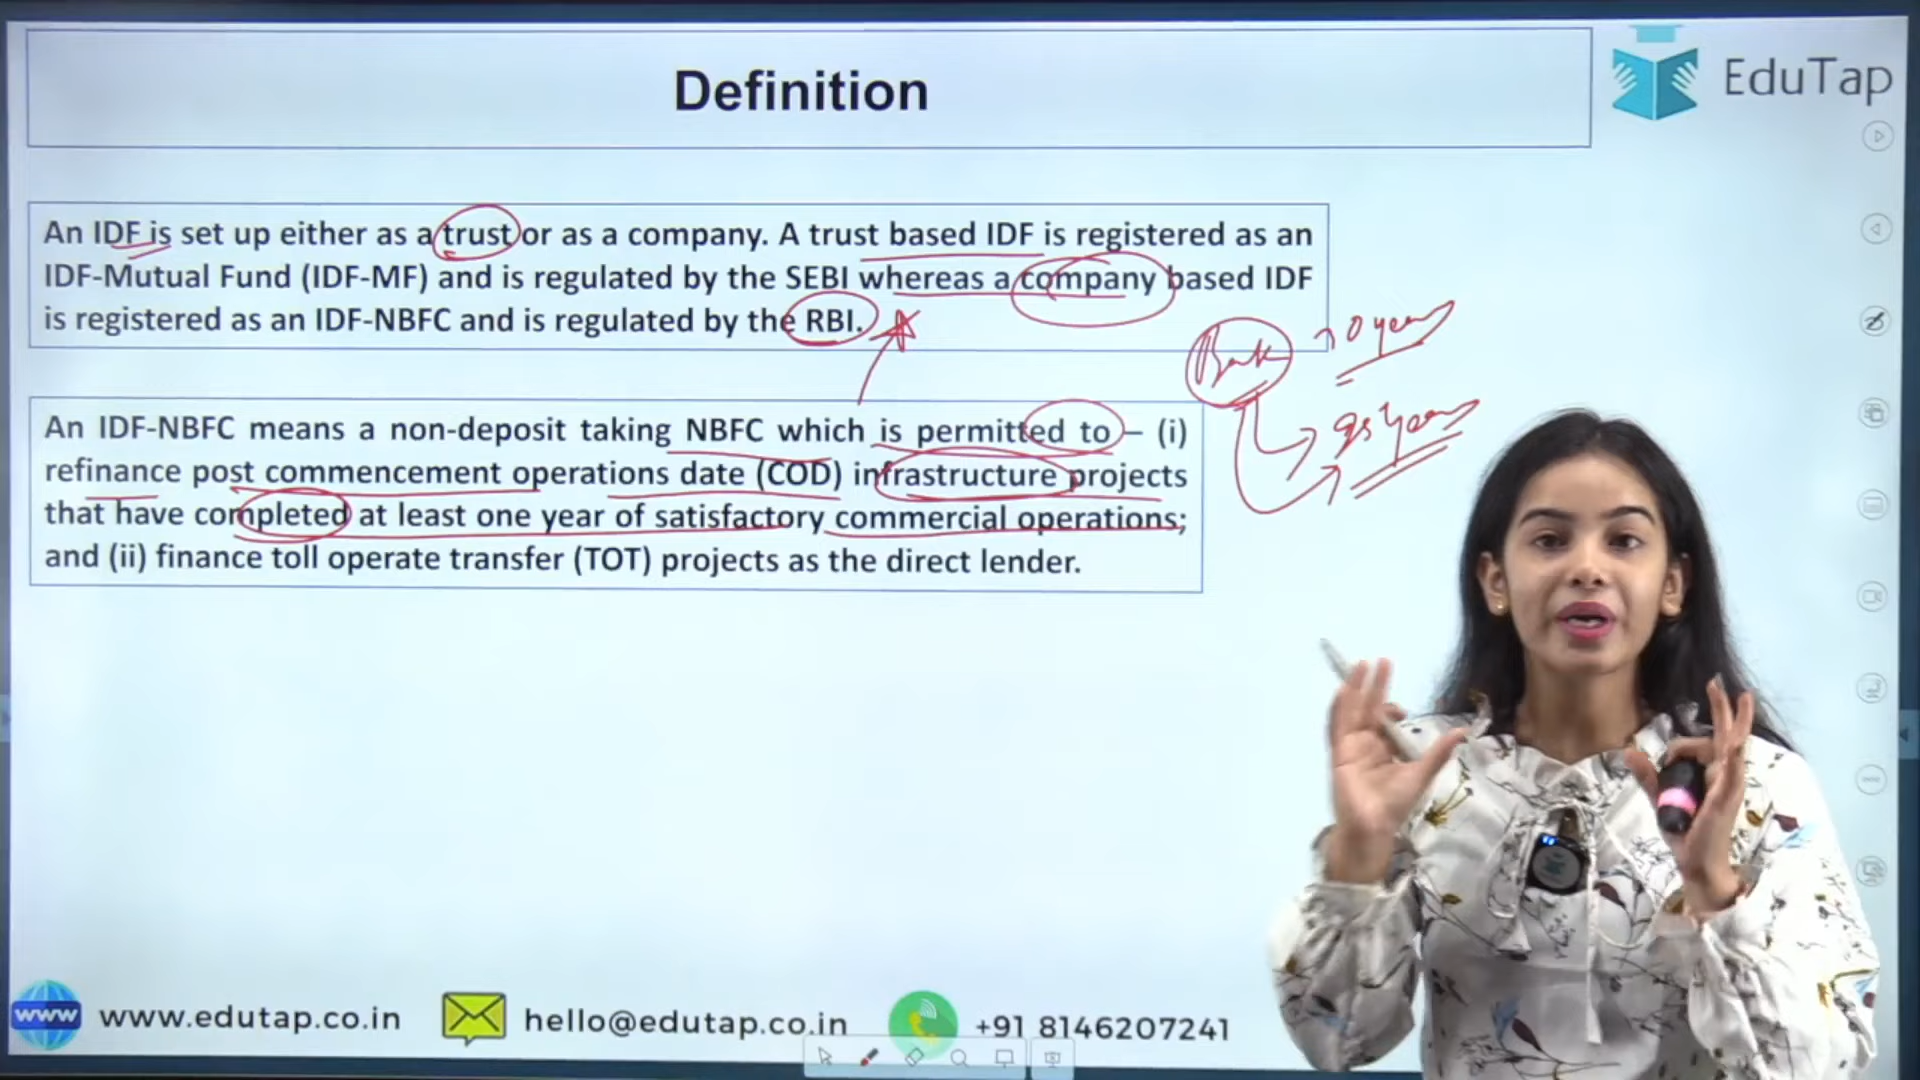 Definition
EduTap
An IDF is set up either as a trust or as a company. A trust based IDF is registered as an
IDF-Mutual Fund (IDF-MF) and is regulated by the SEBI whereas a company based IDF
is registered as an IDF-NBFC and is regulated by the RBI.
Bank
years
years
An IDF-NBFC means a non-deposit taking NBFC which is permitted to – (i)
refinance post commencement operations date (COD) infrastructure projects
that have completed at least one year of satisfactory commercial operations;
and (ii) finance toll operate transfer (TOT) projects as the direct lender.
www
www.edutap.co.in
hello@edutap.co.in
+91 8146207241